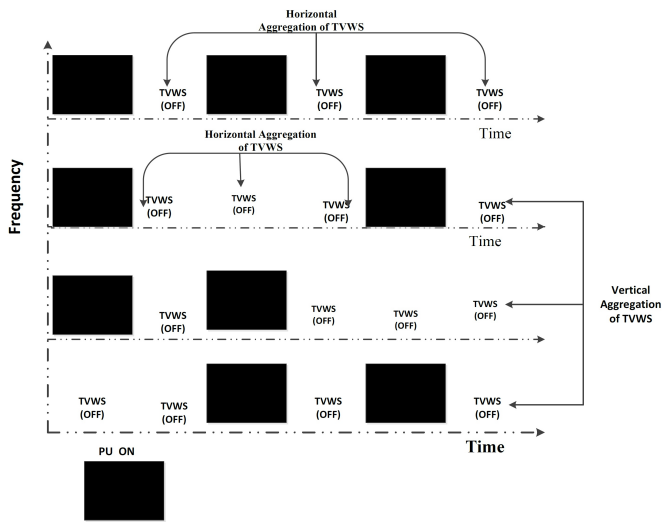 Horizontal
Aggregation of TVWS
TVWS
(OFF)
TVWS
(OFF)
TVWS
(OFF)
Time
Horizontal Aggregation
of TVWS
TVWS
(OFF)
TVWS
(OFF)
TVWS
(OFF)
TVWS
(OFF)
Time
Frequency
Vertical
Aggregation
of TVWS
TVWS
(OFF)
TVWS
(OFF)
TVWS
(OFF)
TVWS
(OFF)
TVWS
(OFF)
TVWS
(OFF)
TVWS
(OFF)
TVWS
(OFF)
Time
PU ON